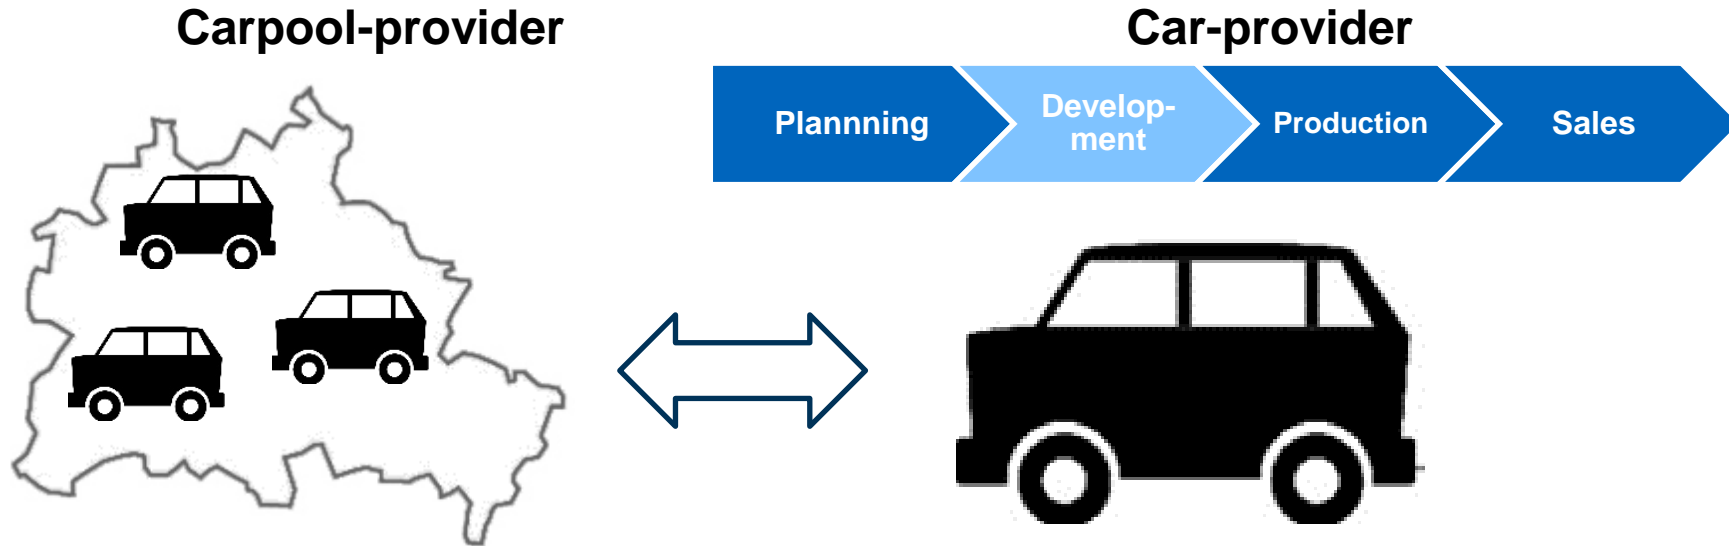 Carpool-provider
Car-provider
Plannning
Develop-
ment
Production
Sales